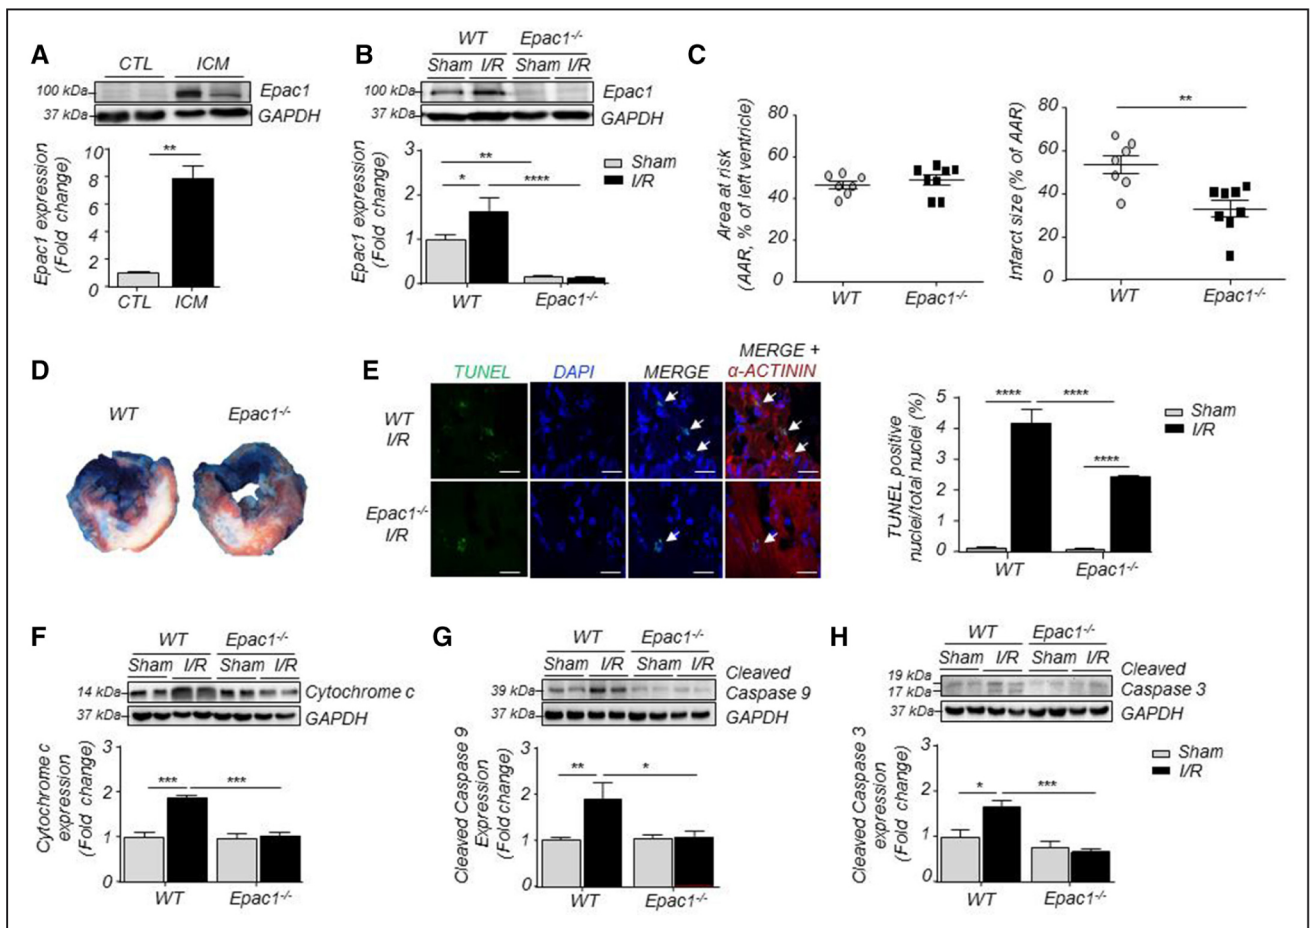 A
CTL ICM
100 kDa Epac1
37 kDa GAPDH
Epac1 expression
(Fold change)
10
8
6
4
2
0
**
CTL ICM
B
WT Epac1-/-
Sham I/R Sham I/R
100 kDa Epac1
37 kDa GAPDH
Epac1 expression
(Fold change)
3
2
1
0
**
* ****
Sham
I/R
WT Epac1-/-
C
Area at risk
(AAR, % of left ventricle)
80
60
40
20
0
WT Epac1-/-
Infarct size (% of AAR)
80
60
40
20
0
**
WT Epac1-/-
D
WT Epac1-/-
E
TUNEL DAPI MERGE MERGE +
α-ACTININ
WT
I/R
Epac1-/-
I/R
TUNEL positive
nuclei/total nuclei (%)
5
4
3
2
1
0
**** ****
****
Sham
I/R
WT Epac1-/-
F
WT Epac1-/-
Sham I/R Sham I/R
14 kDa Cytochrome c
37 kDa GAPDH
Cytochrome c
expression
(Fold change)
3
2
1
0
*** ***
WT Epac1-/-
G
WT Epac1-/-
Sham I/R Sham I/R
39 kDa Cleaved
Caspase 9
37 kDa GAPDH
Cleaved Caspase 9
Expression
(Fold change)
3
2
1
0
** *
WT Epac1-/-
H
WT Epac1-/-
Sham I/R Sham I/R
19 kDa Cleaved
17 kDa Caspase 3
37 kDa GAPDH
Cleaved Caspase 3
expression
(Fold change)
3
2
1
0
* ***
Sham
I/R
WT Epac1-/-